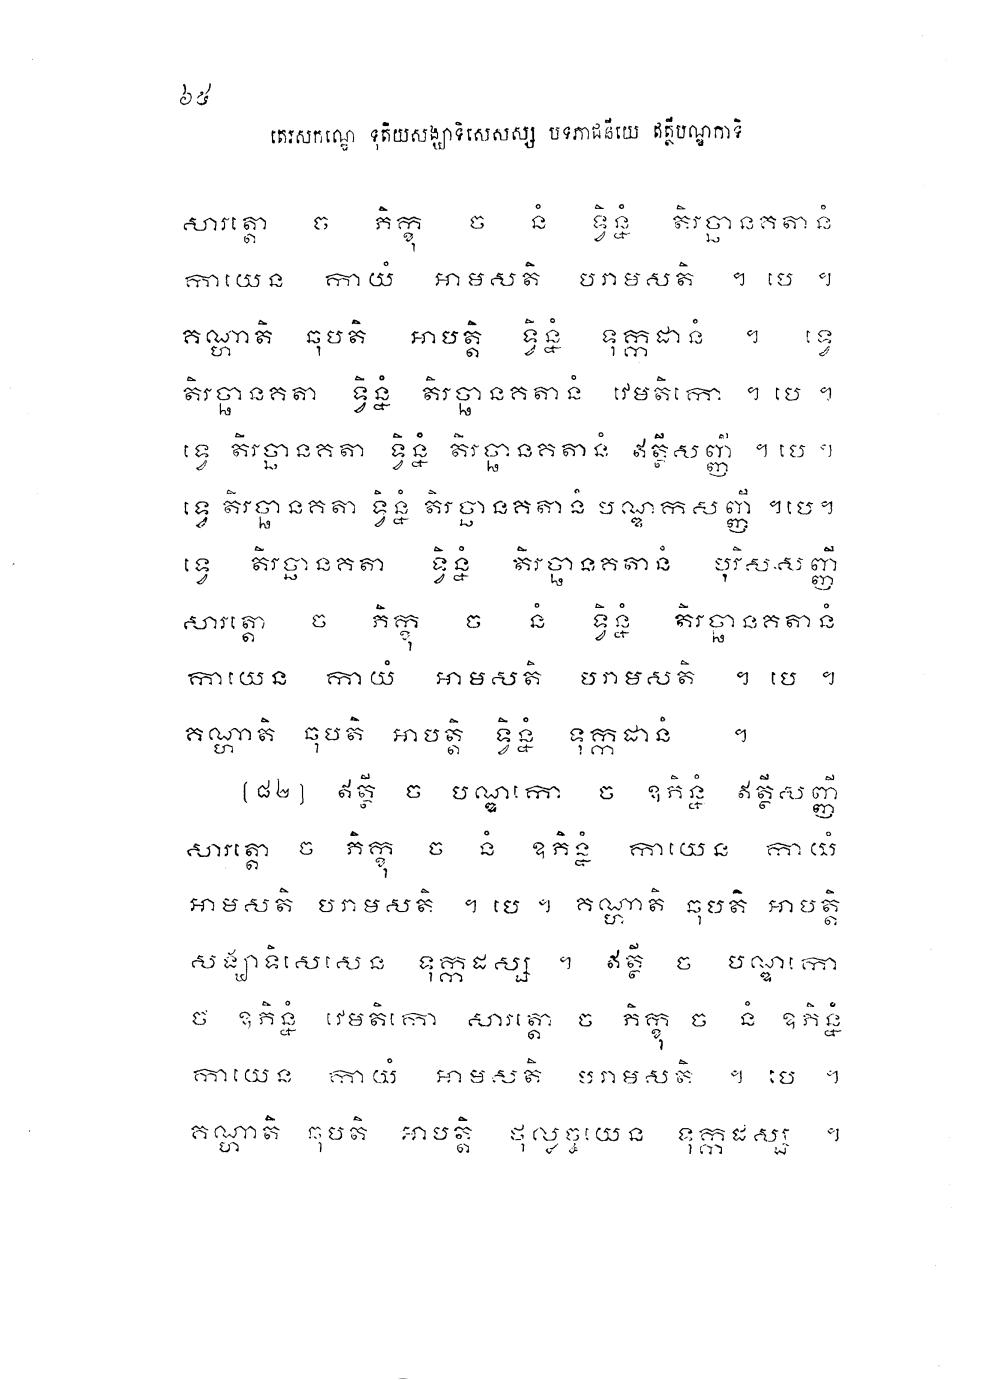 ៦៥
តេរសកណ្ឌេ ទុតិយសង្ឃាទិសេសស្ស បទភាជនីយេ ឥត្ថីបណ្ឌកាទិ
សារត្តោ ច ភិក្ខុ ច នំ ទ្វិន្នំ តិរច្ឆានគតានំ
កាយេន កាយំ អាមសតិ បរាមសតិ ។ បេ ។
គណ្ហាតិ ឆុបតិ អាបត្តិ ទ្វិន្នំ ទុក្កដានំ ។ ទ្វេ
តិរច្ឆានគតា ទ្វិន្នំ តិរច្ឆានគតានំ វេមតិកោ ។ បេ ។
ទ្វេ តិរច្ឆានគតា ទ្វិន្នំ តិរច្ឆានគតានំ ឥត្ថីសញ្ញី ។ បេ ។
ទ្វេ តិរច្ឆានគតា ទ្វិន្នំ តិរច្ឆានគតានំ បណ្ឌកសញ្ញី ។បេ។
ទ្វេ តិរច្ឆានគតា ទ្វិន្នំ តិរច្ឆានគតានំ បុរិសសញ្ញី
សារត្តោ ច ភិក្ខុ ច នំ ទ្វិន្នំ តិរច្ឆានគតានំ
កាយេន កាយំ អាមសតិ បរាមសតិ ។ បេ ។
គណ្ហាតិ ឆុបតិ អាបត្តិ ទ្វិន្នំ ទុក្កដានំ ។
(៨២) ឥត្ថី ច បណ្ឌកោ ច ឧភិន្នំ ឥត្ថីសញ្ញី
សារត្តោ ច ភិក្ខុ ច នំ ឧភិន្នំ កាយេន កាយំ
អាមសតិ បរាមសតិ ។ បេ ។ គណ្ហាតិ ឆុបតិ អាបត្តិ
សង្ឃាទិសេសេន ទុក្កដស្ស ។ ឥត្ថី ច បណ្ឌកោ
ច ឧភិន្នំ វេមតិកោ សារត្តោ ច ភិក្ខុ ច នំ ឧភិន្នំ
កាយេន កាយំ អាមសតិ បរាមសតិ ។ បេ ។
គណ្ហាតិ ឆុបតិ អាបត្តិ ថុល្លច្ចយេន ទុក្កដស្ស ។